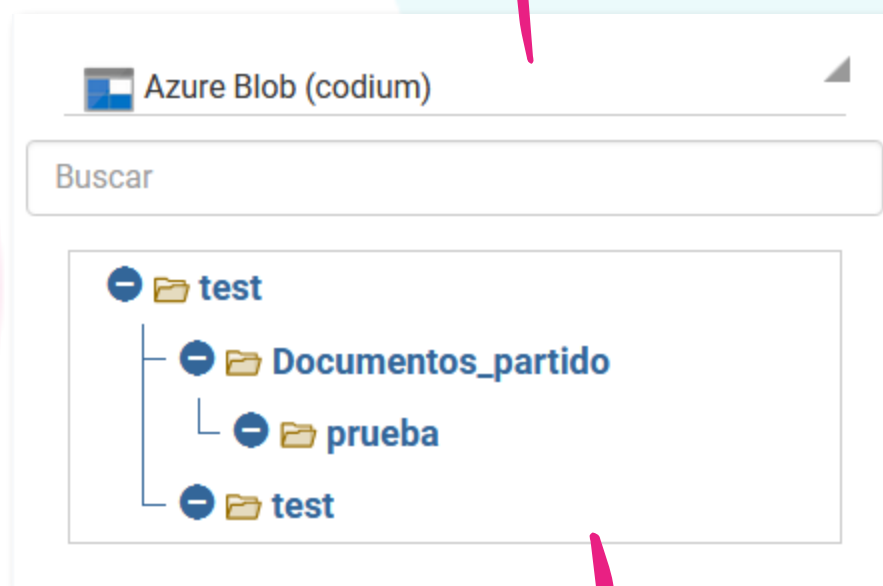 Azure Blob (codium)
Buscar
test
Documentos_partido
prueba
test